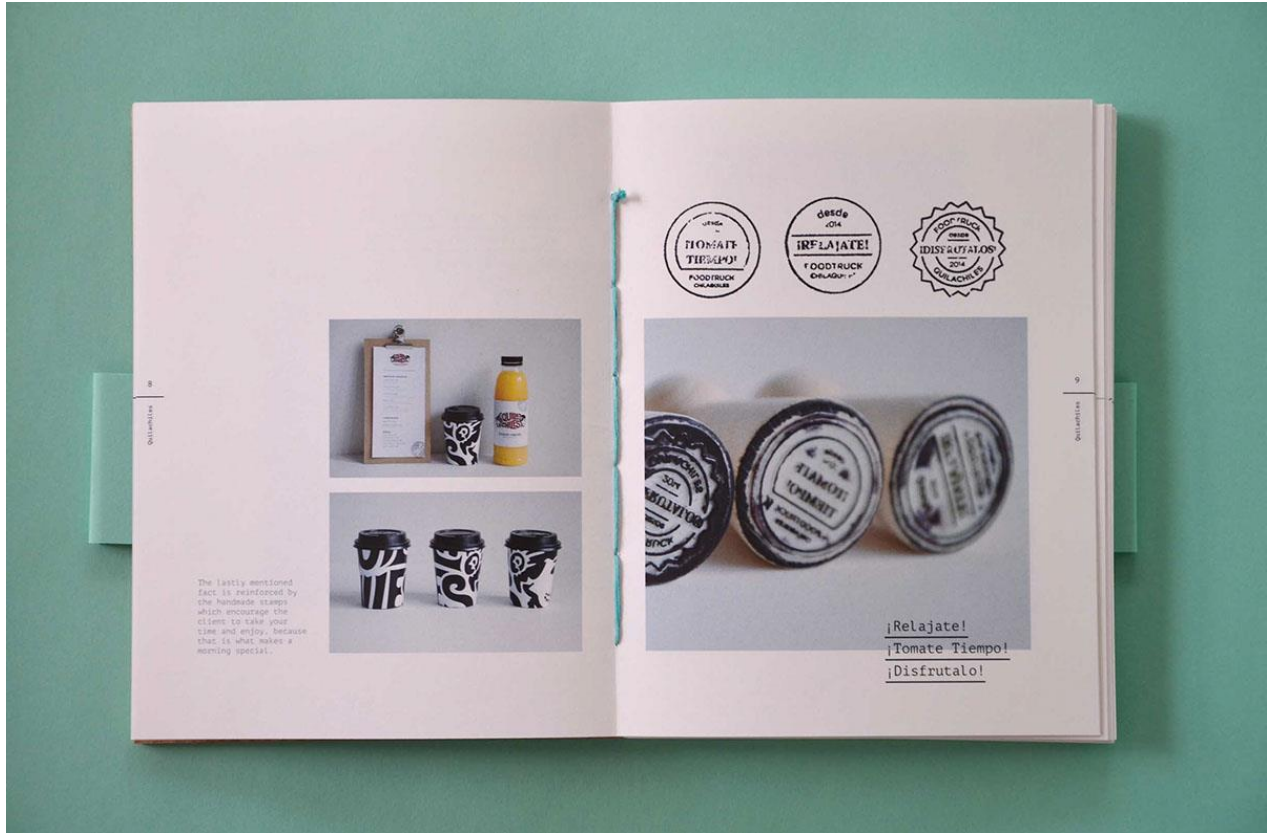 8
Quilachiles
The lastly mentioned
fact is reinforced by
the handmade stamps
which encourage the
client to take your
time and enjoy, because
that is what makes a
morning special.
desde
¡TOMATE
TIEMPO!
FOODTRUCK
CHILAQUILES
desde
2014
¡RELAJATE!
FOODTRUCK
FOODTRUCK
desde
¡DISFRUTALOS!
2014
QUILACHILES
9
Quilachiles
¡Relajate!
¡Tomate Tiempo!
¡Disfrutalo!